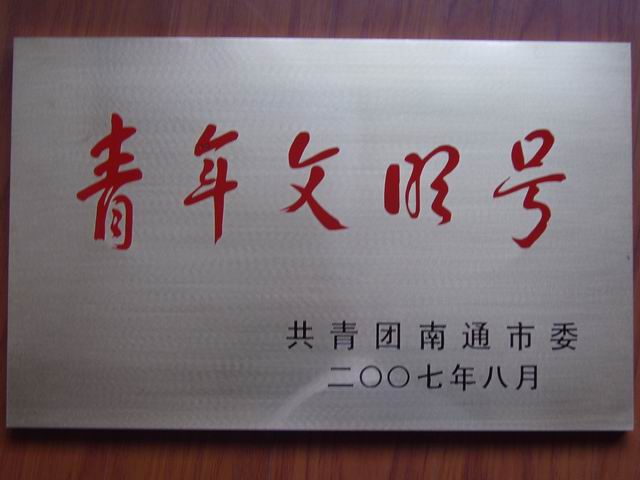 青年文明号
共青团南通市委
二〇〇七年八月